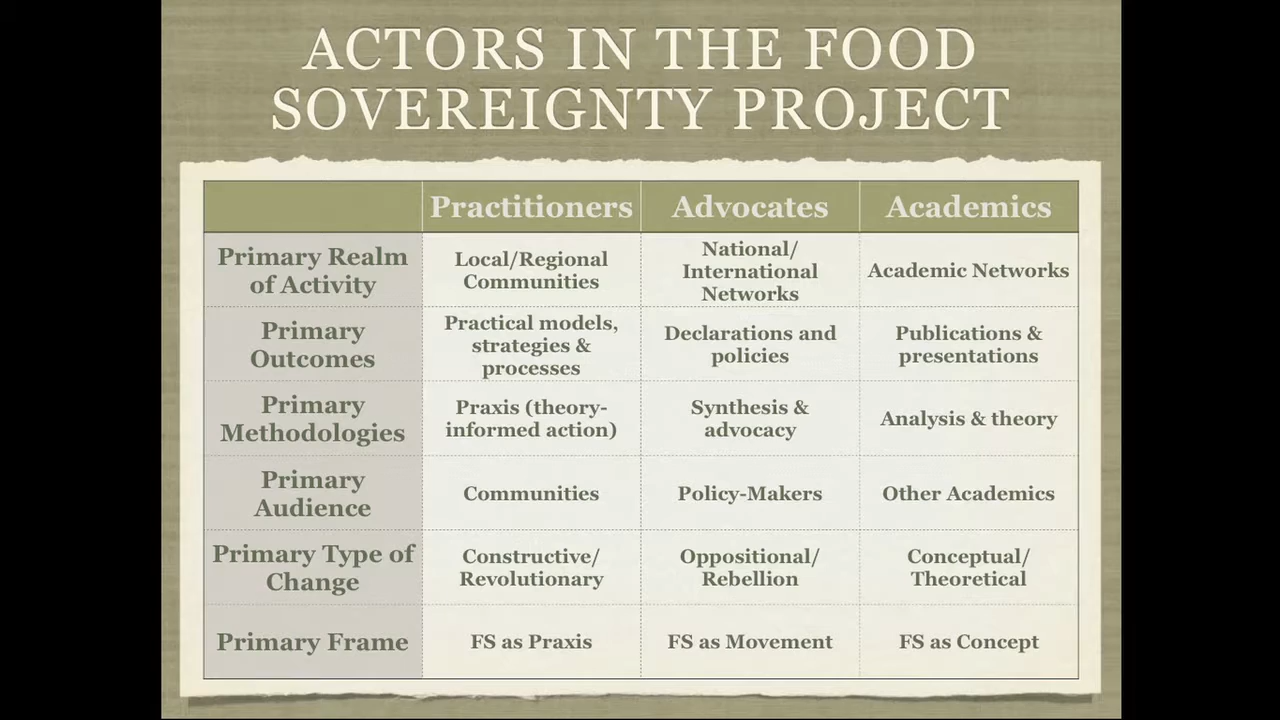 ACTORS IN THE FOOD
SOVEREIGNTY PROJECT
Practitioners Advocates Academics
Primary Realm
of Activity
Local/Regional
Communities
National/
International
Networks
Academic Networks
Primary
Outcomes
Practical models,
strategies &
processes
Declarations and
policies
Publications &
presentations
Primary
Methodologies
Praxis (theory-
informed action)
Synthesis &
advocacy
Analysis & theory
Primary
Audience
Communities
Policy-Makers
Other Academics
Primary Type of
Change
Constructive/
Revolutionary
Oppositional/
Rebellion
Conceptual/
Theoretical
Primary Frame
FS as Praxis
FS as Movement
FS as Concept